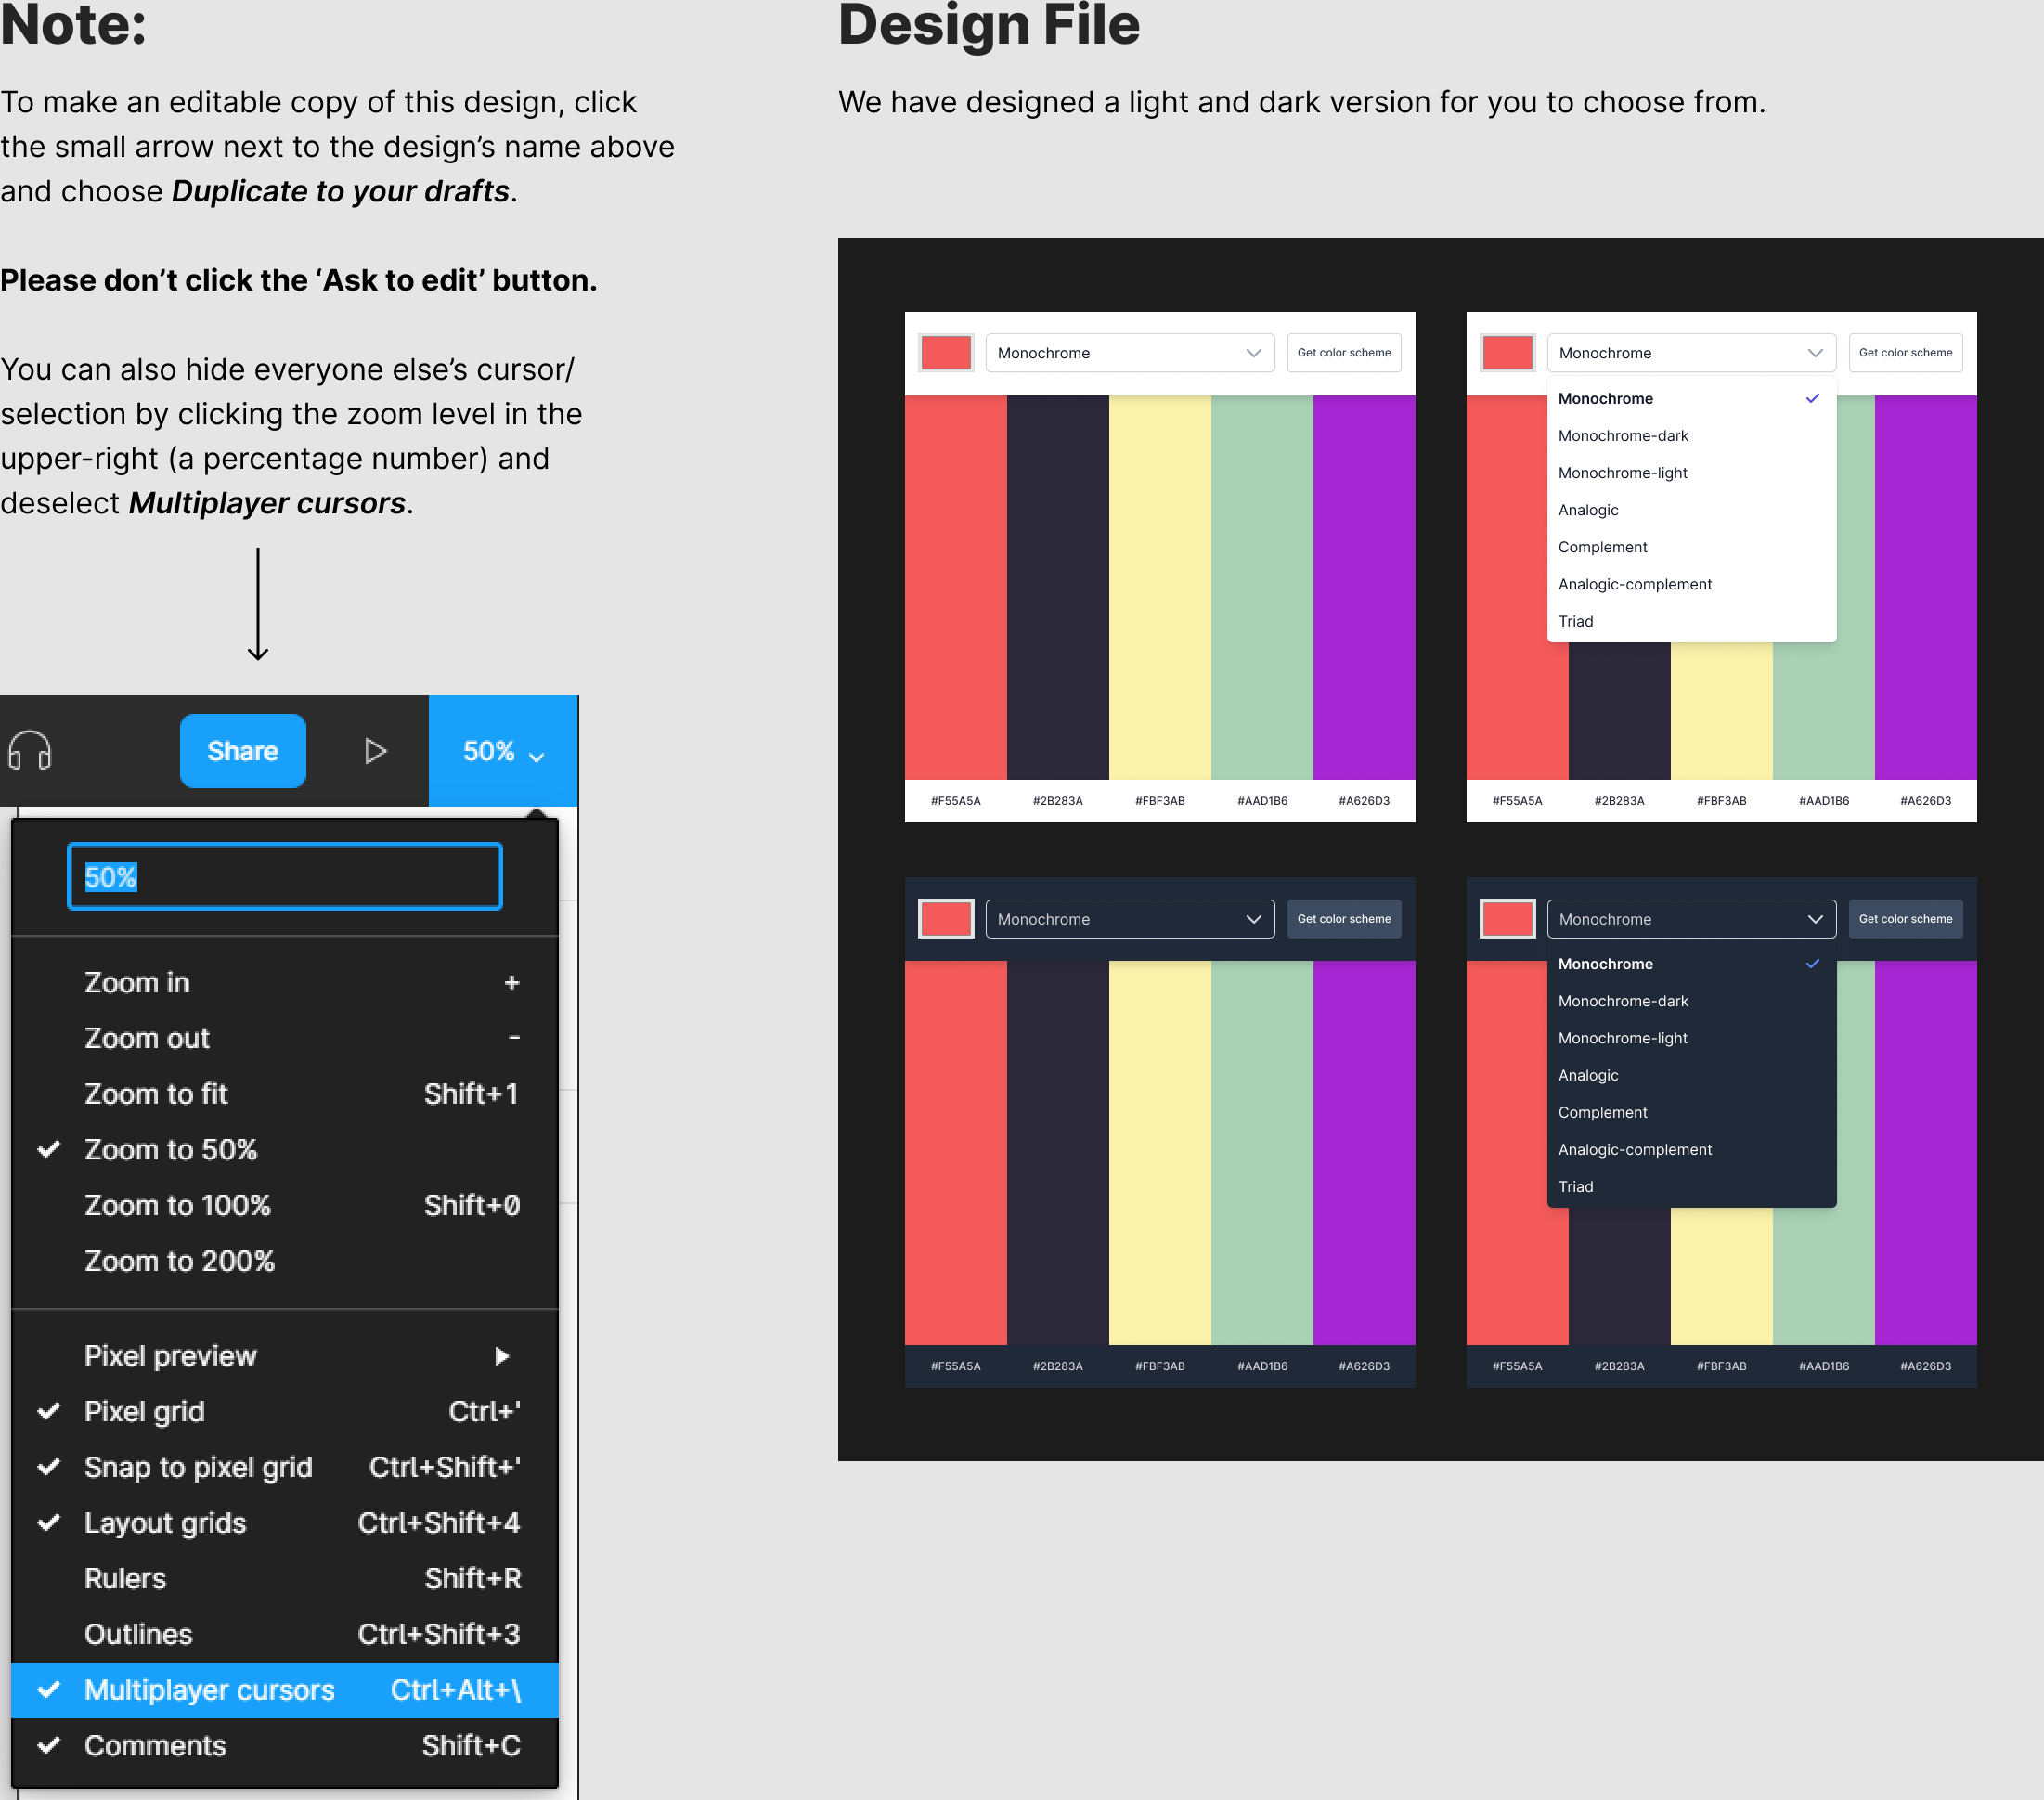 Note:
To make an editable copy of this design, click
the small arrow next to the design’s name above
and choose Duplicate to your drafts.
Please don’t click the ‘Ask to edit’ button.
You can also hide everyone else’s cursor/
selection by clicking the zoom level in the
upper-right (a percentage number) and
deselect Multiplayer cursors.
Share
50%
50%
Zoom in +
Zoom out -
Zoom to fit Shift+1
Zoom to 50%
Zoom to 100% Shift+0
Zoom to 200%
Pixel preview
Pixel grid Ctrl+'
Snap to pixel grid Ctrl+Shift+'
Layout grids Ctrl+Shift+4
Rulers Shift+R
Outlines Ctrl+Shift+3
Multiplayer cursors Ctrl+Alt+\
Comments Shift+C
Design File
We have designed a light and dark version for you to choose from.
Monochrome Get color scheme
#F55A5A #2B283A #FBF3AB #AAD1B6 #A626D3
Monochrome Get color scheme
Monochrome
Monochrome-dark
Monochrome-light
Analogic
Complement
Analogic-complement
Triad
#F55A5A #2B283A #FBF3AB #AAD1B6 #A626D3
Monochrome Get color scheme
#F55A5A #2B283A #FBF3AB #AAD1B6 #A626D3
Monochrome Get color scheme
Monochrome
Monochrome-dark
Monochrome-light
Analogic
Complement
Analogic-complement
Triad
#F55A5A #2B283A #FBF3AB #AAD1B6 #A626D3